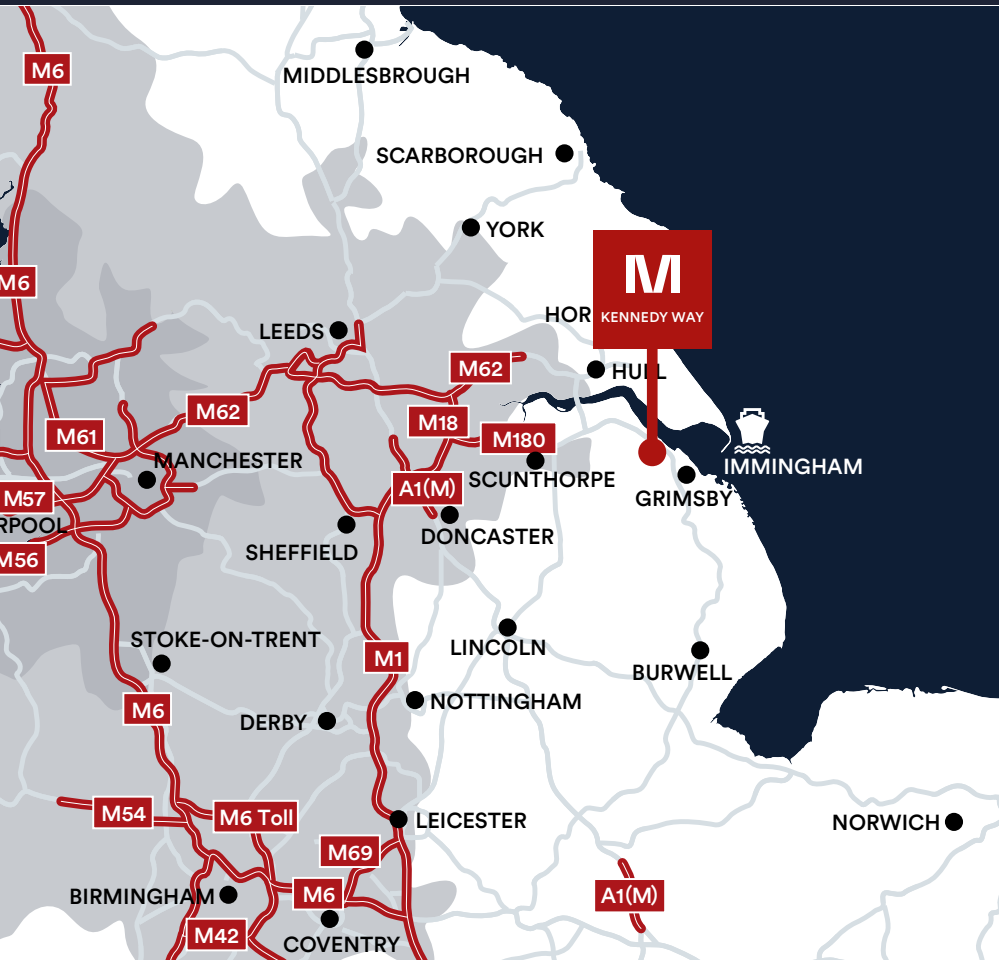 M6
MIDDLESBROUGH
SCARBOROUGH
YORK
M6
M
HOR
KENNEDY WAY
LEEDS
M62
HULL
M62
M18
M61
M180
MANCHESTER
IMMINGHAM
SCUNTHORPE
A1(M)
M57
GRIMSBY
RPOOL
DONCASTER
SHEFFIELD
M56
STOKE-ON-TRENT
LINCOLN
M1
BURWELL
NOTTINGHAM
M6
DERBY
M54
M6 Toll
LEICESTER
NORWICH
M69
M6
A1(M)
BIRMINGHAM
M42
COVENTRY